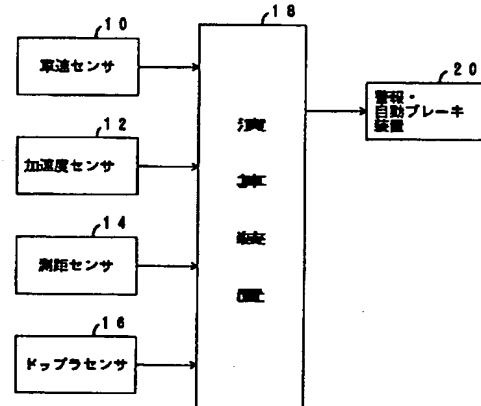 10
車速センサ
12
加速度センサ
14
測距センサ
16
ドップラセンサ
18
演算装置
20
警報・
自動ブレーキ
装置